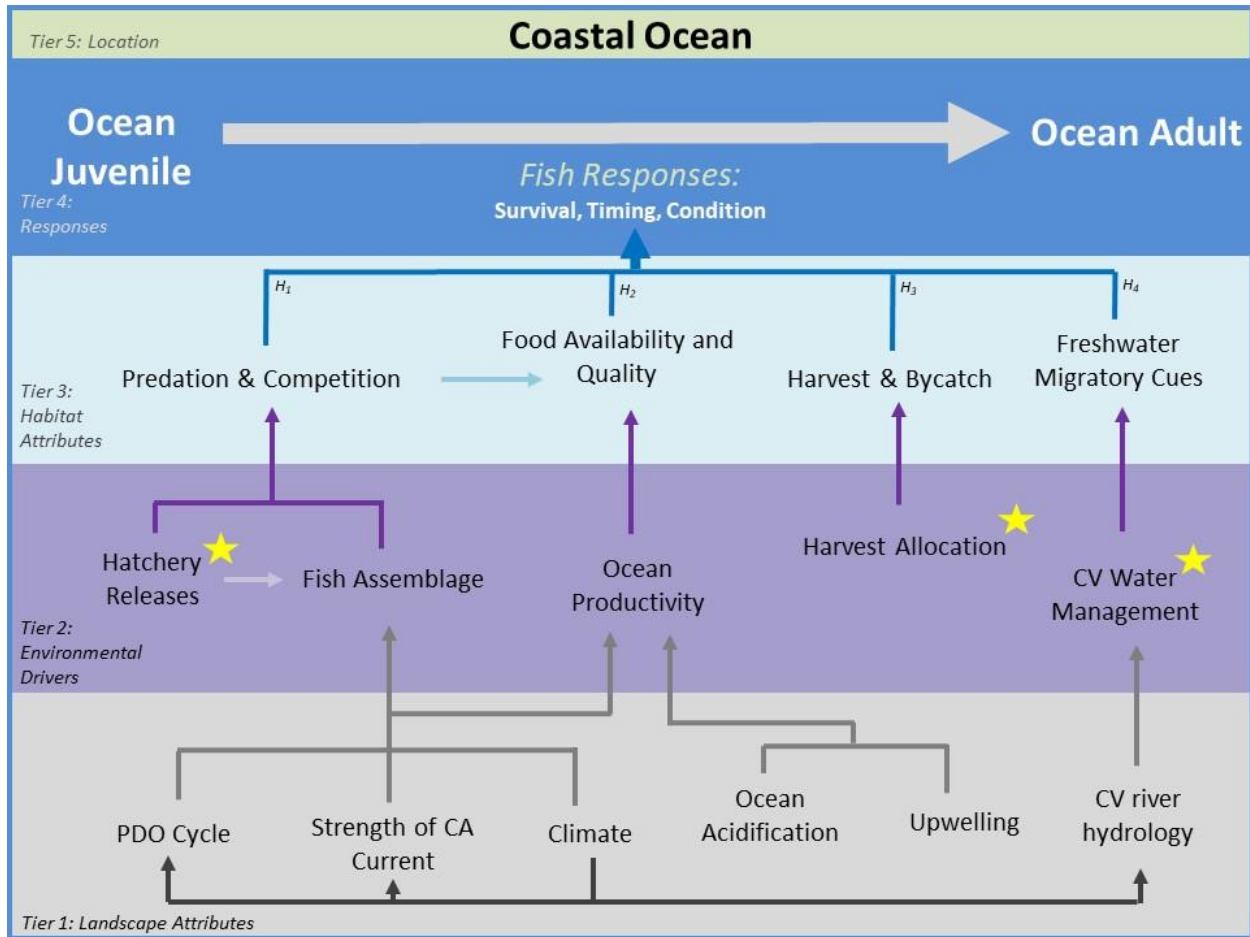 Tier 5: Location
Coastal Ocean
Ocean
Juvenile
Ocean Adult
Fish Responses:
Survival, Timing, Condition
Tier 4:
Responses
H1
H2
H3
H4
Predation & Competition
Food Availability and
Quality
Harvest & Bycatch
Freshwater
Migratory Cues
Tier 3:
Habitat
Attributes
Hatchery
Releases
Fish Assemblage
Ocean
Productivity
Harvest Allocation
CV Water
Management
Tier 2:
Environmental
Drivers
PDO Cycle
Strength of CA
Current
Climate
Ocean
Acidification
Upwelling
CV river
hydrology
Tier 1: Landscape Attributes